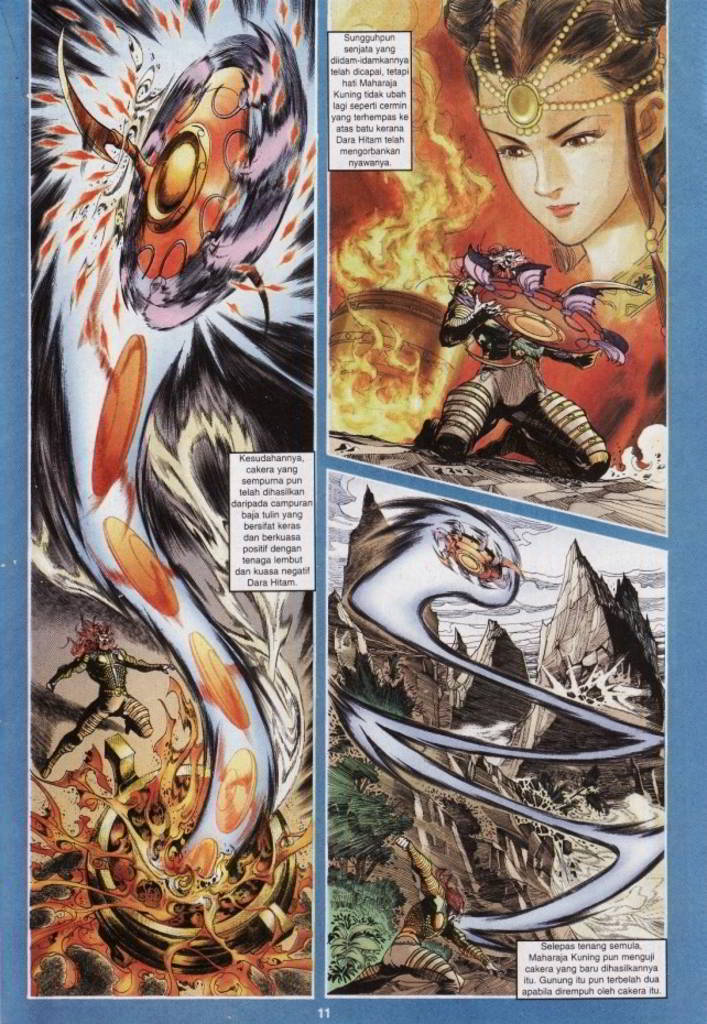 Kesudahannya,
cakera yang
sempurna pun
telah dihasilkan
daripada campuran
baja tulin yang
bersifat keras
dan berkuasa
positif dengan
tenaga lembut
dan kuasa negatif
Dara Hitam.
Sungguhpun
senjata yang
diidam-idamkannya
telah dicapai, tetapi
hati Maharaja
Kuning tidak ubah
lagi seperti cermin
yang terhempas ke
atas batu kerana
Dara Hitam telah
mengorbankan
nyawanya.
Selepas tenang semula,
Maharaja Kuning pun menguji
cakera yang baru dihasilkannya
itu. Gunung itu pun terbelah dua
apabila dirempuh oleh cakera itu.
11